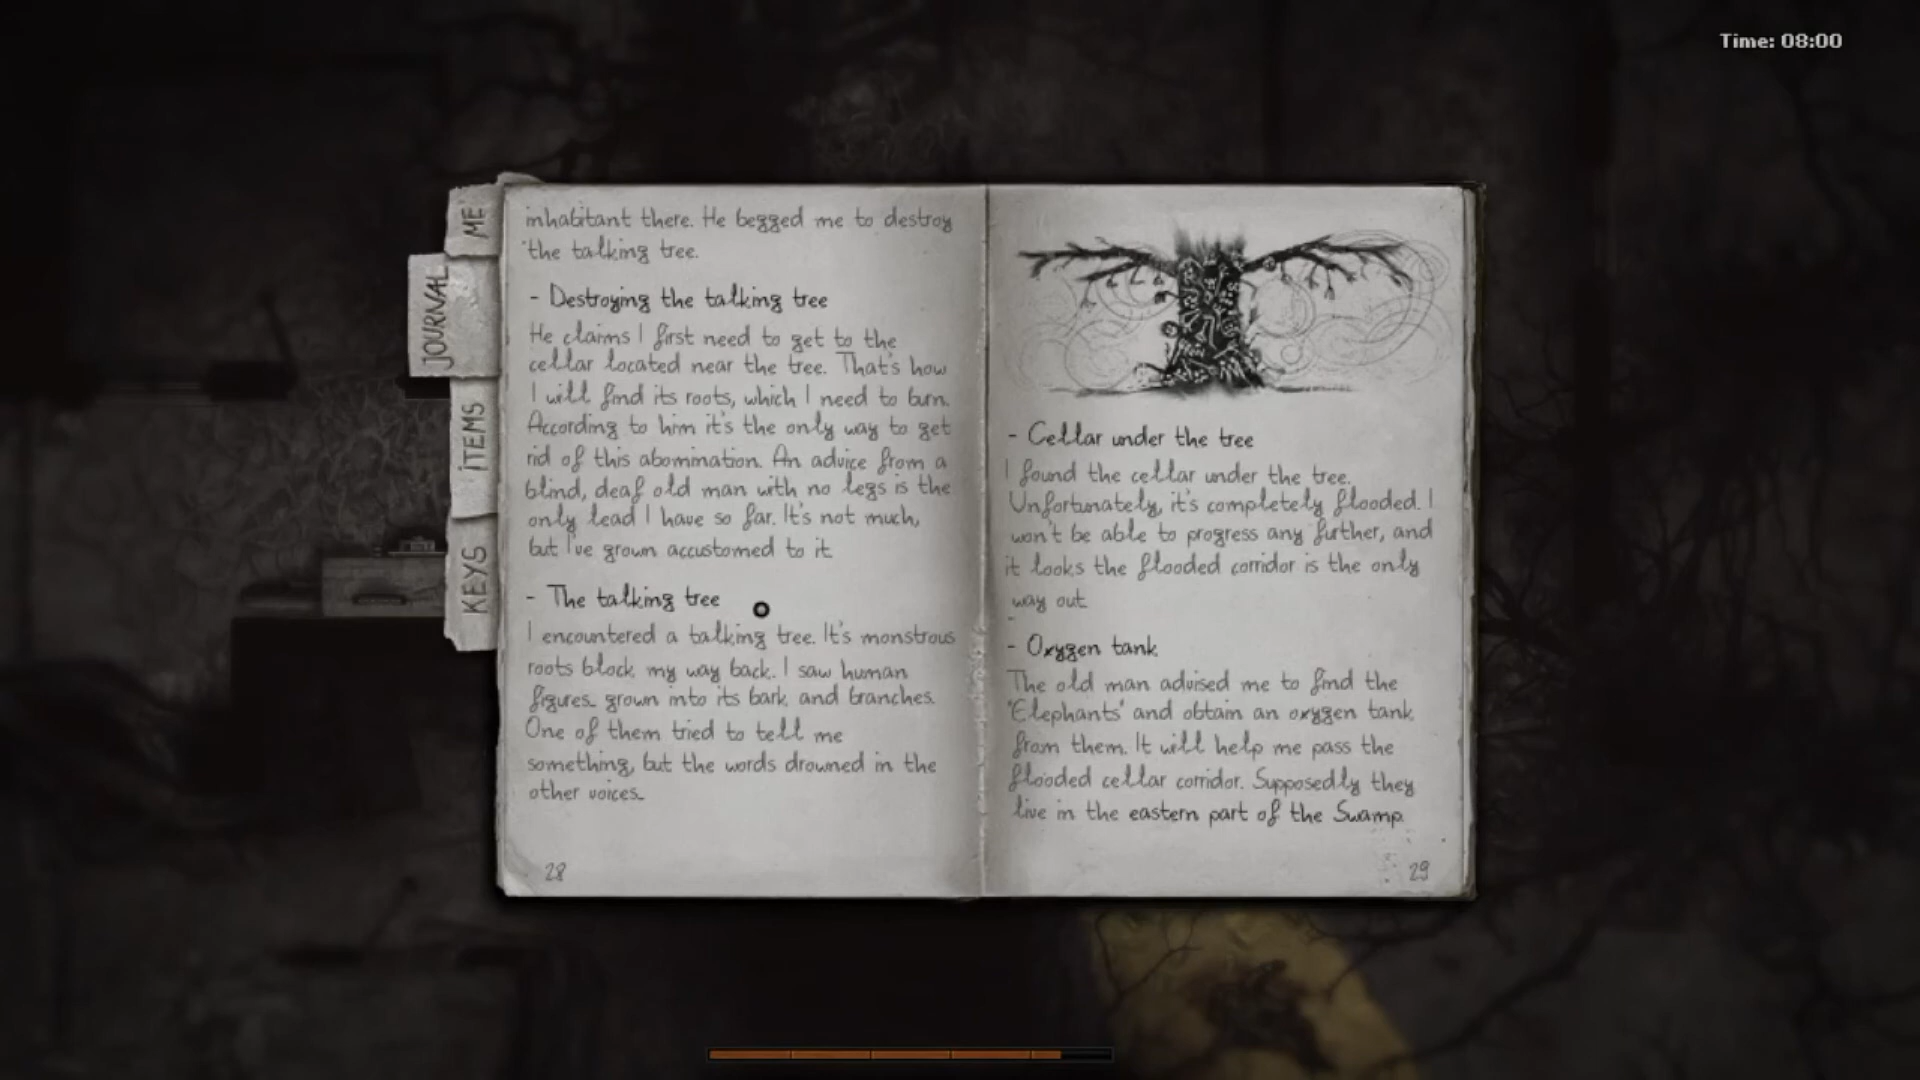 Time: 08:00
ME
JOURNAL
ITEMS
KEYS
inhabitant there. He begged me to destroy
the talking tree.
- Destroying the talking tree
He claims I first need to get to the
cellar located near the tree. That's how
I will find its roots, which I need to burn.
According to him it's the only way to get
rid of this abomination. An advice from a
blind, deaf old man with no legs is the
only lead I have so far. It's not much,
but I've grown accustomed to it
- The talking tree
I encountered a talking tree. It's monstrous
roots block my way back. I saw human
figures grown into its bark and branches.
One of them tried to tell me
something, but the words drowned in the
other voices
28
- Cellar under the tree
I found the cellar under the tree.
Unfortunately, it's completely flooded. I
won't be able to progress any further, and
it looks the flooded corridor is the only
way out
- Oxygen tank
The old man advised me to find the
'Elephants' and obtain an oxygen tank
from them. It will help me pass the
flooded cellar corridor. Supposedly they
live in the eastern part of the Swamp.
29